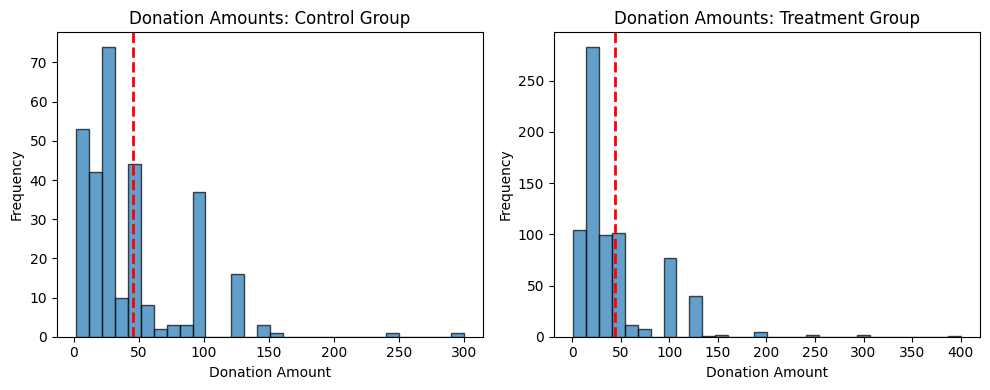 Donation Amounts: Control Group
70
60
50
40
30
20
10
0
Frequency
0 50 100 150 200 250 300
Donation Amount
Donation Amounts: Treatment Group
250
200
150
100
50
0
Frequency
0 50 100 150 200 250 300 350 400
Donation Amount